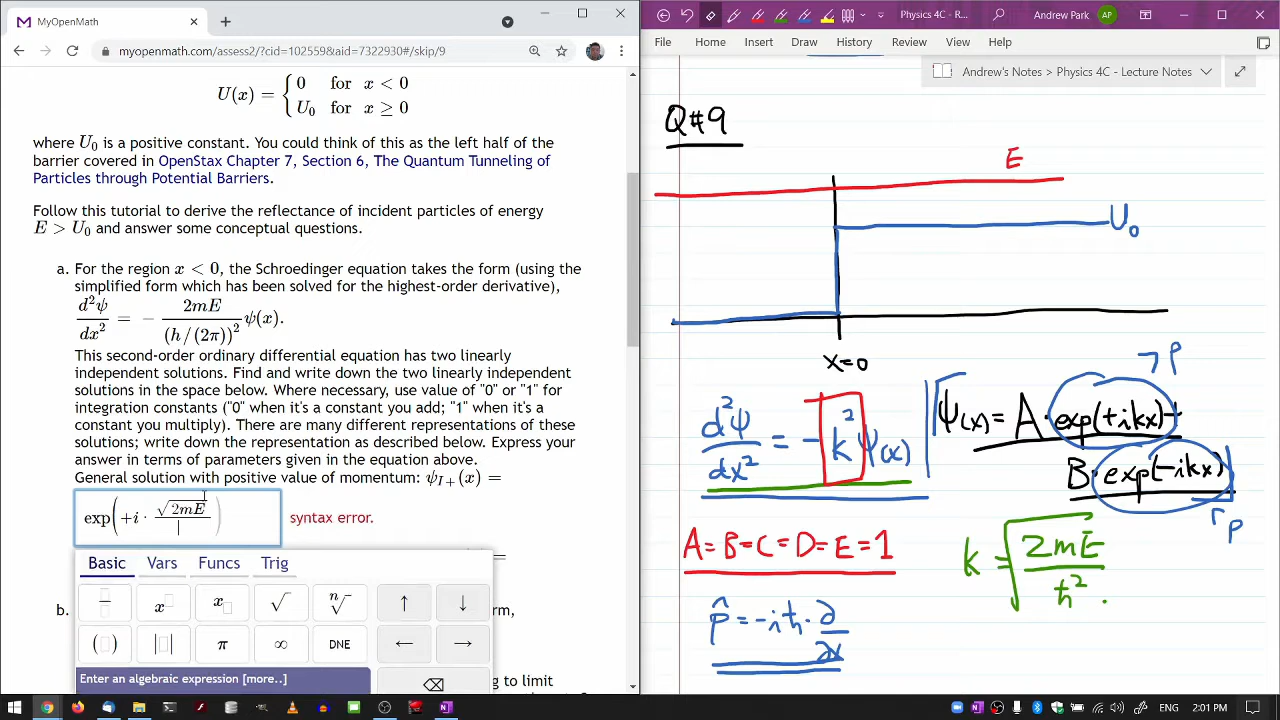 MyOpenMath
myopenmath.com/assess2/?cid=102559&aid=7322930#/skip/9
U(x) = { 0 for x < 0
U₀ for x ≥ 0
where U₀ is a positive constant. You could think of this as the left half of the
barrier covered in OpenStax Chapter 7, Section 6, The Quantum Tunneling of
Particles through Potential Barriers.
Follow this tutorial to derive the reflectance of incident particles of energy
E > U₀ and answer some conceptual questions.
a. For the region x < 0, the Schroedinger equation takes the form (using the
simplified form which has been solved for the highest-order derivative),
d²ψ/dx² = − 2mE/(h/(2π))² ψ(x).
This second-order ordinary differential equation has two linearly
independent solutions. Find and write down the two linearly independent
solutions in the space below. Where necessary, use value of "0" or "1" for
integration constants ("0" when it's a constant you add; "1" when it's a
constant you multiply). There are many different representations of these
solutions; write down the representation as described below. Express your
answer in terms of parameters given in the equation above.
General solution with positive value of momentum: ψ_I+(x) =
exp(+i · √2mE/ )
syntax error.
=
Basic Vars Funcs Trig
x x √ n√ ↑ ↓
(□) |□| π ∞ DNE ← →
Enter an algebraic expression [more..]
b.
rm,
ng to limit
Physics 4C - R...
Andrew Park
AP
File Home Insert Draw History Review View Help
Andrew's Notes > Physics 4C - Lecture Notes
Q#9
E
U₀
x=0
d²ψ/dx² = −k²ψ(x)
→p
ψ(x) = A·exp(+ikx)+
B·exp(−ikx)
A=B=C=D=E=1
k = √2mE/ħ².
p̂ = −iħ·∂/∂x
2:01 PM